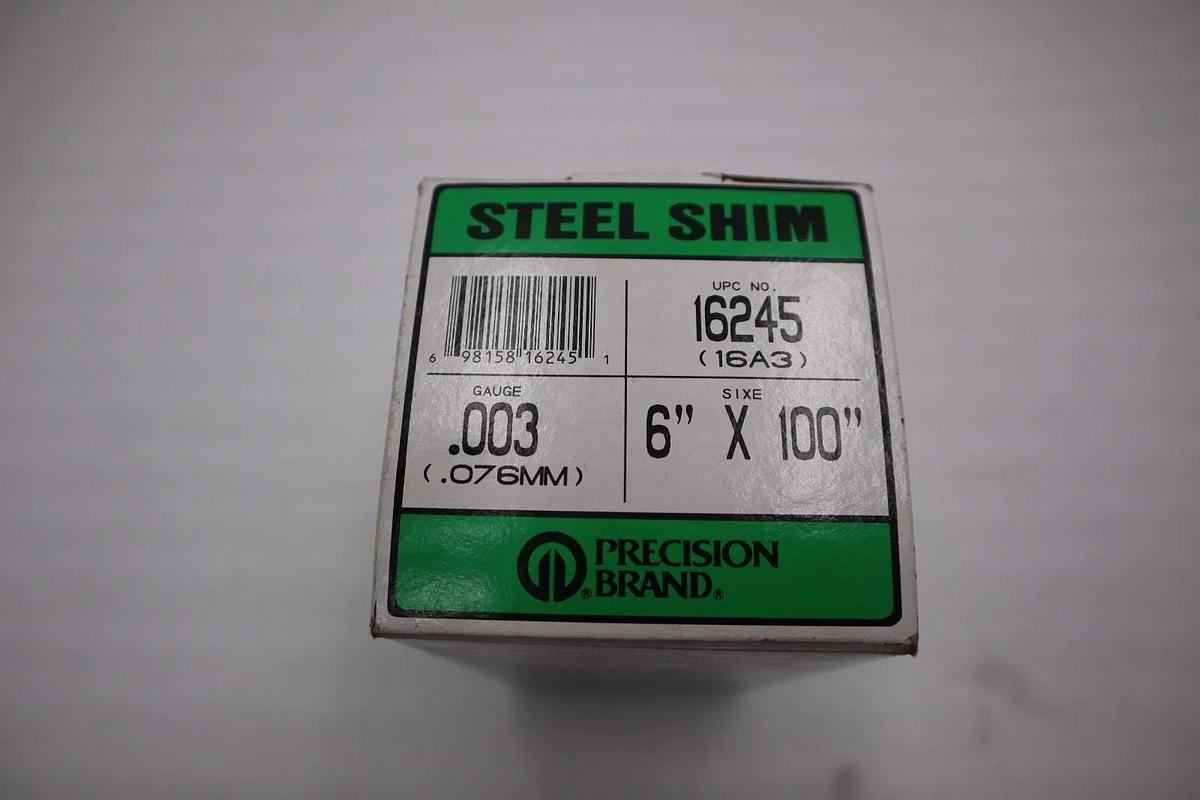 STEEL SHIM
6 98158 16245 1
UPC NO.
16245
(16A3)
GAUGE
.003
(.076MM)
SIXE
6" X 100"
PRECISION
BRAND®
®